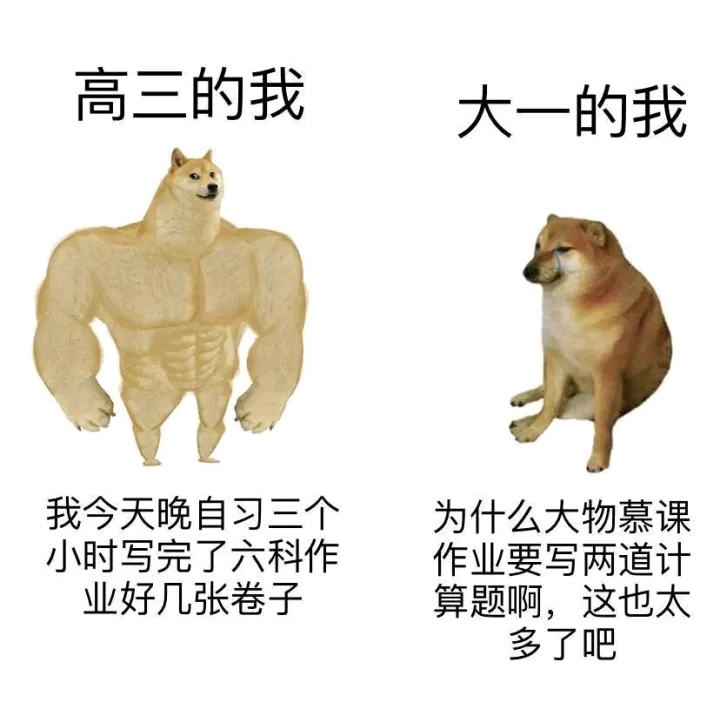 高三的我
大一的我
我今天晚自习三个
小时写完了六科作
业好几张卷子
为什么大物慕课
作业要写两道计
算题啊，这也太
多了吧